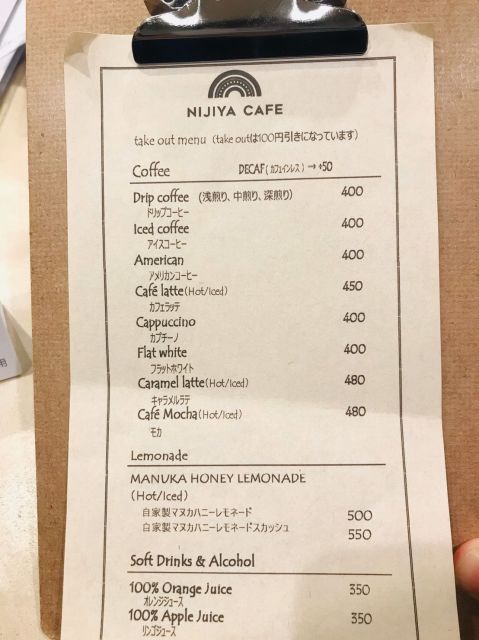 NIJIYA CAFE
take out menu (take outは100円引きになっています)
Coffee DECAF(カフェインレス) → +50
Drip coffee (浅煎り、中煎り、深煎り) 400
ドリップコーヒー
Iced coffee 400
アイスコーヒー
American 400
アメリカンコーヒー
Café latte(Hot/Iced) 450
カフェラッテ
Cappuccino 400
カプチーノ
Flat white 400
フラットホワイト
Caramel latte(Hot/Iced) 480
キャラメルラテ
Café Mocha(Hot/Iced) 480
モカ
Lemonade
MANUKA HONEY LEMONADE
(Hot/Iced)
自家製マヌカハニーレモネード 500
自家製マヌカハニーレモネードスカッシュ 550
Soft Drinks & Alcohol
100% Orange Juice 350
オレンジジュース
100% Apple Juice 350
リンゴジュース